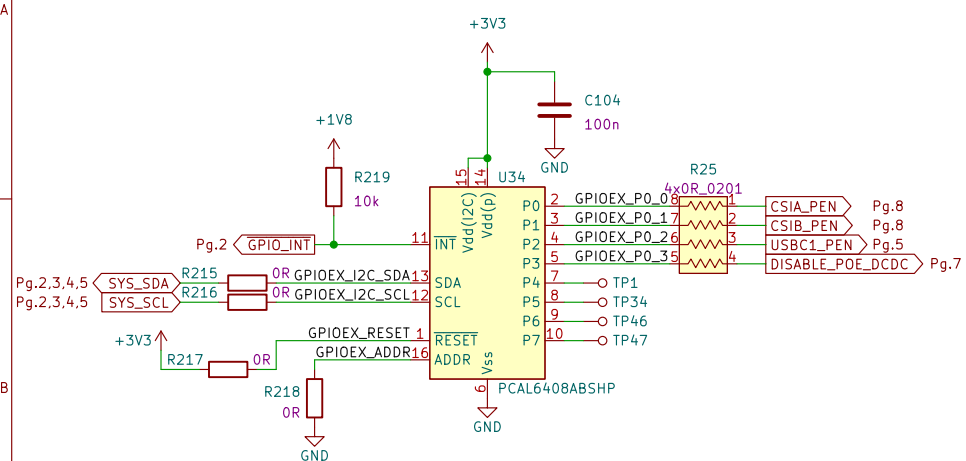 A
+3V3
C104
100n
GND
+1V8
R219
10k
15
14
U34
Vdd(I2C)
Vdd(p)
R25
4x0R_0201
P0 2 GPIOEX_P0_0 8 1 CSIA_PEN Pg.8
P1 3 GPIOEX_P0_1 7 2 CSIB_PEN Pg.8
Pg.2 GPIO_INT 11 INT P2 4 GPIOEX_P0_2 6 3 USBC1_PEN Pg.5
P3 5 GPIOEX_P0_3 5 4 DISABLE_POE_DCDC Pg.7
Pg.2,3,4,5 SYS_SDA R215 0R GPIOEX_I2C_SDA 13 SDA P4 7 TP1
Pg.2,3,4,5 SYS_SCL R216 0R GPIOEX_I2C_SCL 12 SCL P5 8 TP34
P6 9 TP46
+3V3 GPIOEX_RESET 1 RESET P7 10 TP47
R217 0R GPIOEX_ADDR 16 ADDR
Vss
B
R218
0R
6
PCAL6408ABSHP
GND
GND